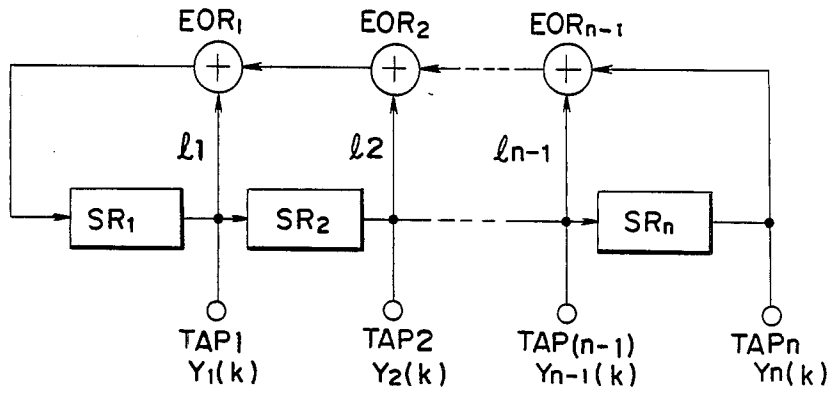 EOR₁ EOR₂ EORₙ₋₁
ℓ1 ℓ2 ℓn-1
SR₁ SR₂ SRₙ
TAP1 TAP2 TAP(n-1) TAPn
Y₁(k) Y₂(k) Yₙ₋₁(k) Yn(k)